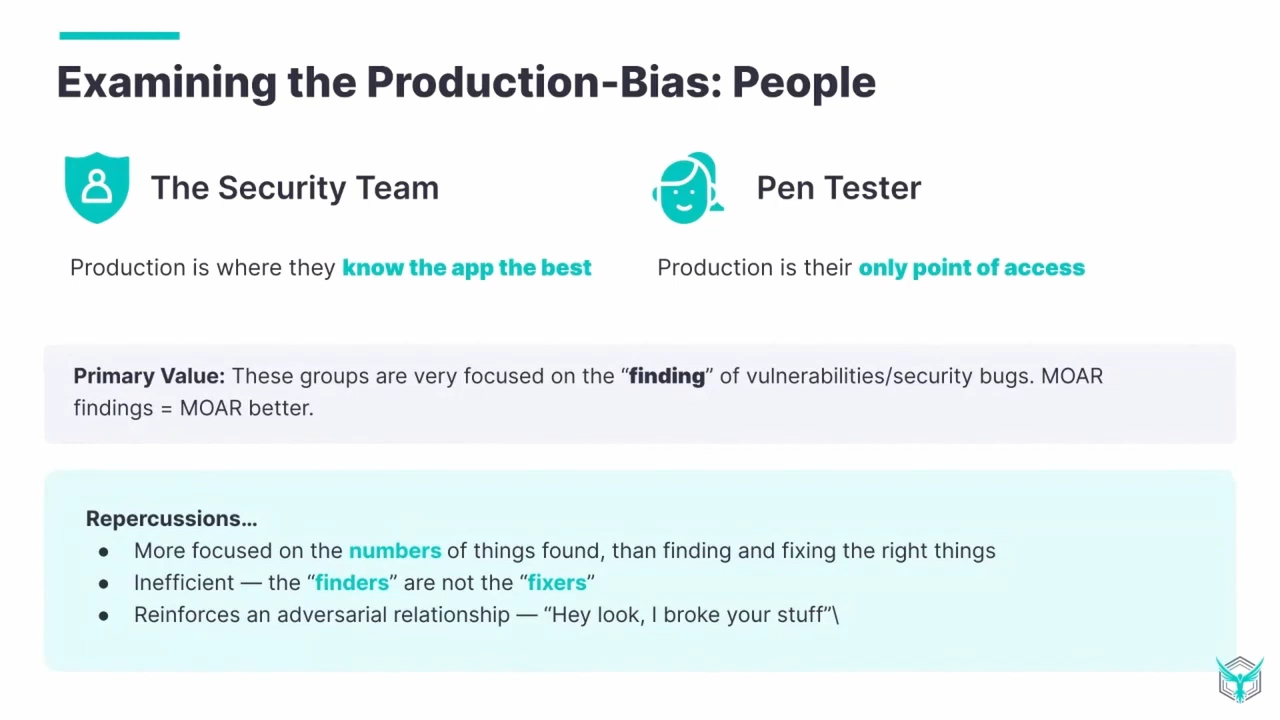 Examining the Production-Bias: People
The Security Team
Pen Tester
Production is where they know the app the best
Production is their only point of access
Primary Value: These groups are very focused on the “finding” of vulnerabilities/security bugs. MOAR
findings = MOAR better.
Repercussions…
● More focused on the numbers of things found, than finding and fixing the right things
● Inefficient — the “finders” are not the “fixers”
● Reinforces an adversarial relationship — “Hey look, I broke your stuff”\